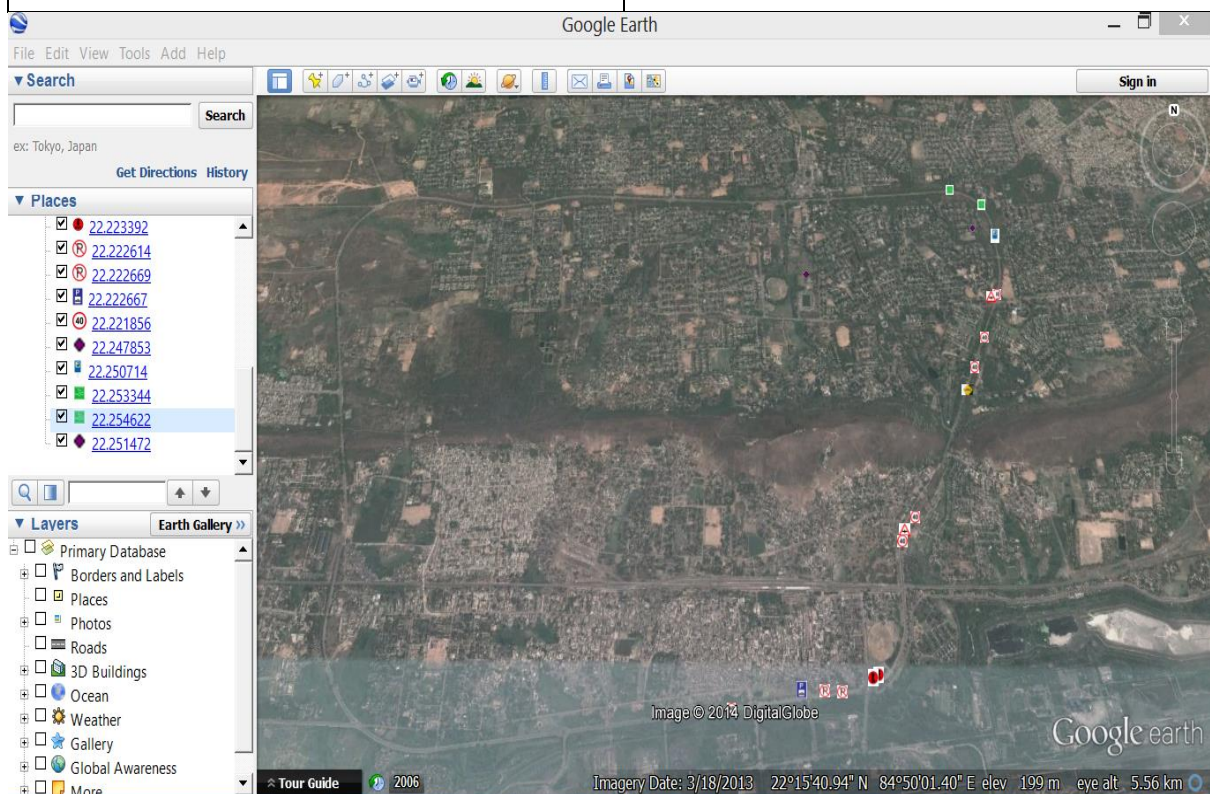 Google Earth
File Edit View Tools Add Help
Search
Sign in
Search
ex: Tokyo, Japan
Get Directions History
Places
22.223392
R 22.222614
R 22.222669
P 22.222667
40 22.221856
22.247853
22.250714
22.253344
22.254622
22.251472
Layers
Earth Gallery »
Primary Database
Borders and Labels
Places
Photos
Roads
3D Buildings
Ocean
Weather
Gallery
Global Awareness
More
N
P R R
Image © 2014 DigitalGlobe
Google earth
Tour Guide 2006 Imagery Date: 3/18/2013 22°15'40.94" N 84°50'01.40" E elev 199 m eye alt 5.56 km